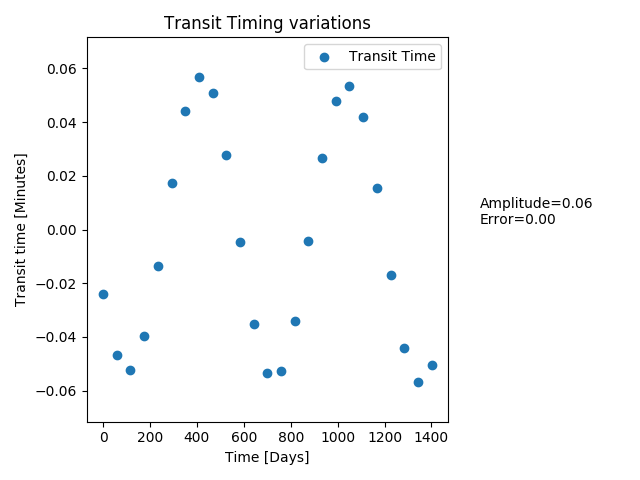 Transit Timing variations
Transit Time
0.06
0.04
0.02
0.00
−0.02
−0.04
−0.06
Transit time [Minutes]
0 200 400 600 800 1000 1200 1400
Time [Days]
Amplitude=0.06
Error=0.00